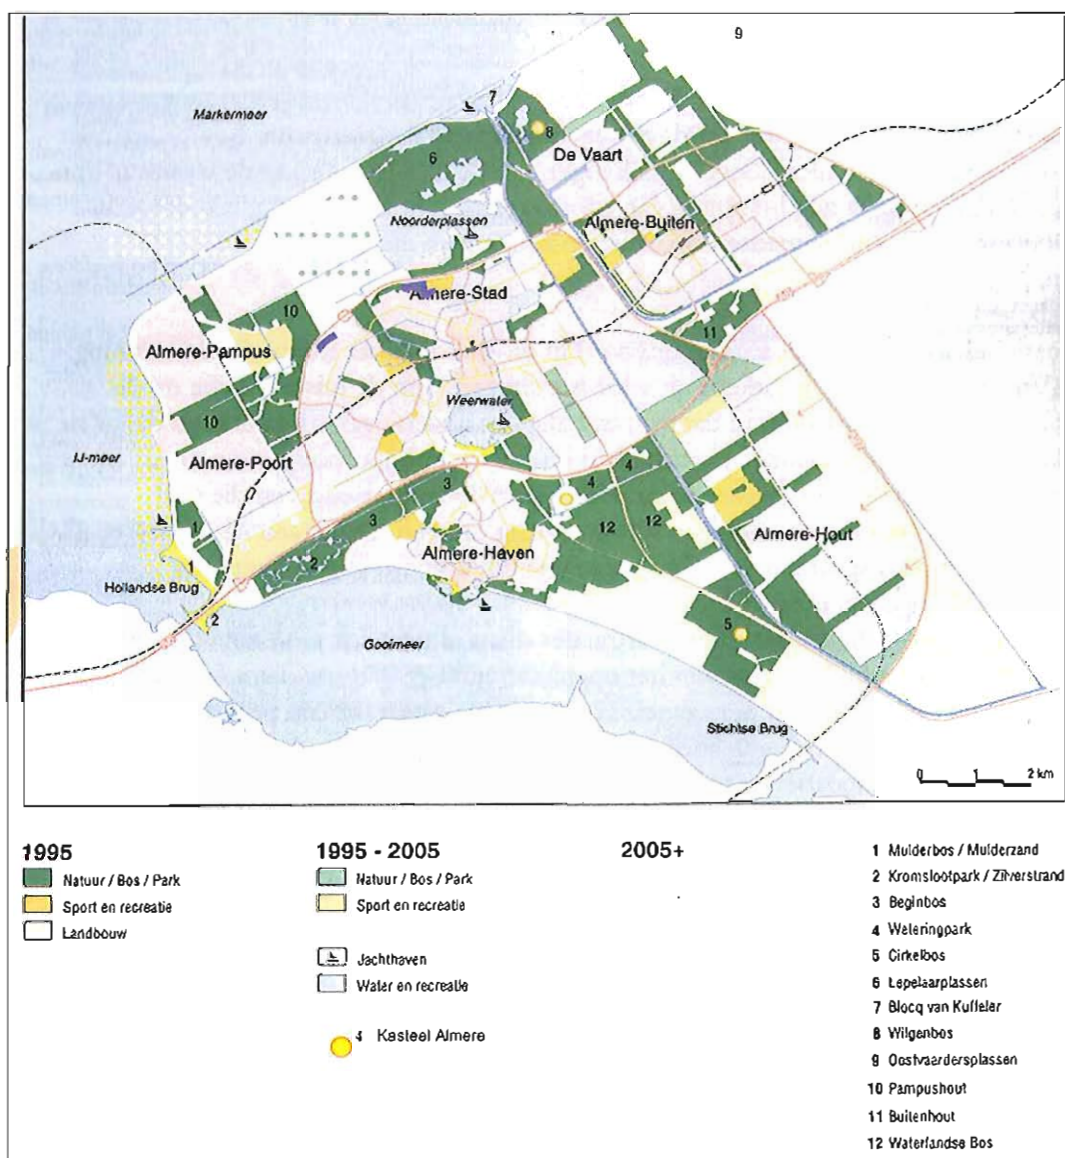 9
Markermeer
7
8
6
De Vaart
Noorderplassen
Almere-Buiten
Almere-Stad
10
11
Almere-Pampus
Weerwater
10
IJ-meer
Almere-Poort
4
3
4
12
12
3
1
Almere-Haven
Almere-Hout
2
1
Hollandse Brug
2
5
Gooimeer
Stichtse Brug
0 1 2 km
1995
Natuur / Bos / Park
Sport en recreatie
Landbouw
1995 - 2005
Natuur / Bos / Park
Sport en recreatie
Jachthaven
Water en recreatie
4 Kasteel Almere
2005+
1 Mulderbos / Mulderzand
2 Kromslootpark / Zilverstrand
3 Beginbos
4 Weteringpark
5 Cirkelbos
6 Lepelaarplassen
7 Blocq van Kuffeler
8 Wilgenbos
9 Oostvaardersplassen
10 Pampushout
11 Buitenhout
12 Waterlandse Bos